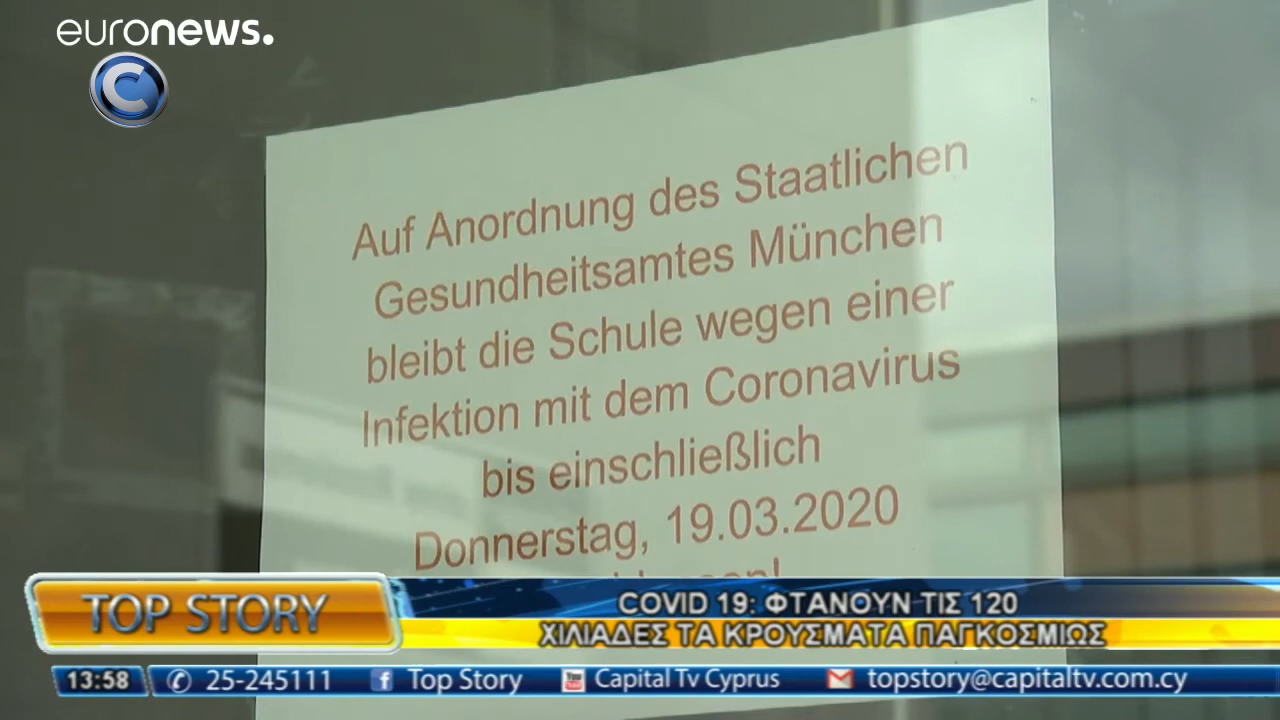 euronews.
C
Auf Anordnung des Staatlichen
Gesundheitsamtes München
bleibt die Schule wegen einer
Infektion mit dem Coronavirus
bis einschließlich
Donnerstag, 19.03.2020
TOP STORY
COVID 19: ΦΤΑΝΟΥΝ ΤΙΣ 120
ΧΙΛΙΑΔΕΣ ΤΑ ΚΡΟΥΣΜΑΤΑ ΠΑΓΚΟΣΜΙΩΣ
13:58 25-245111 f Top Story You Tube Capital Tv Cyprus topstory@capitaltv.com.cy